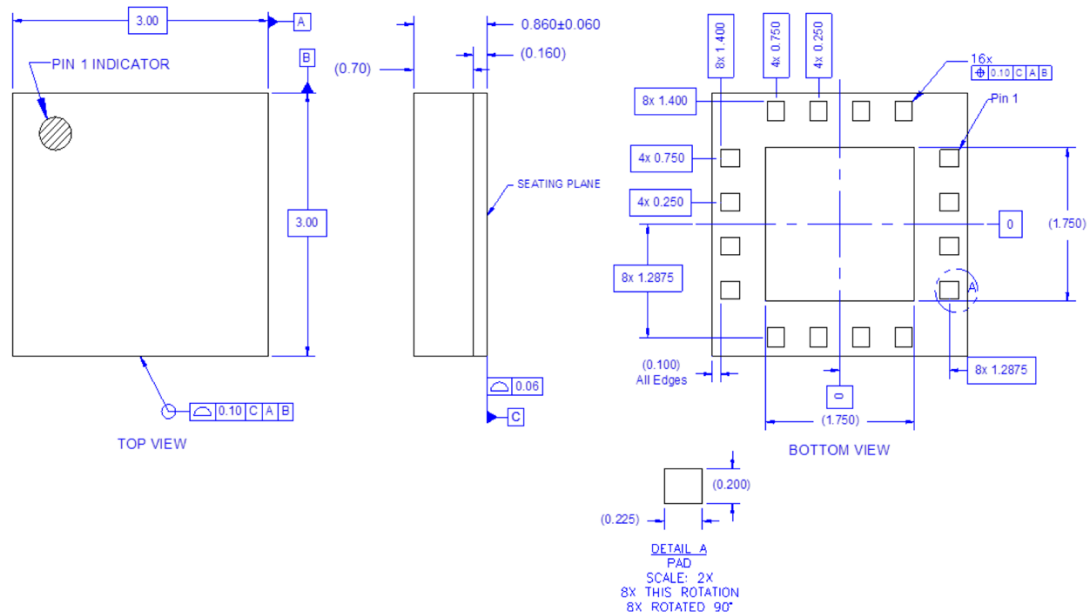 3.00
A
B
PIN 1 INDICATOR
3.00
0.10 C A B
TOP VIEW
0.860±0.060
(0.160)
(0.70)
SEATING PLANE
0.06
C
8x 1.400
4x 0.750
4x 0.250
16x
0.10 C A B
Pin 1
8x 1.400
4x 0.750
4x 0.250
0
(1.750)
8x 1.2875
A
(0.100)
All Edges
8x 1.2875
0
(1.750)
BOTTOM VIEW
(0.200)
(0.225)
DETAIL A
PAD
SCALE: 2X
8X THIS ROTATION
8X ROTATED 90°